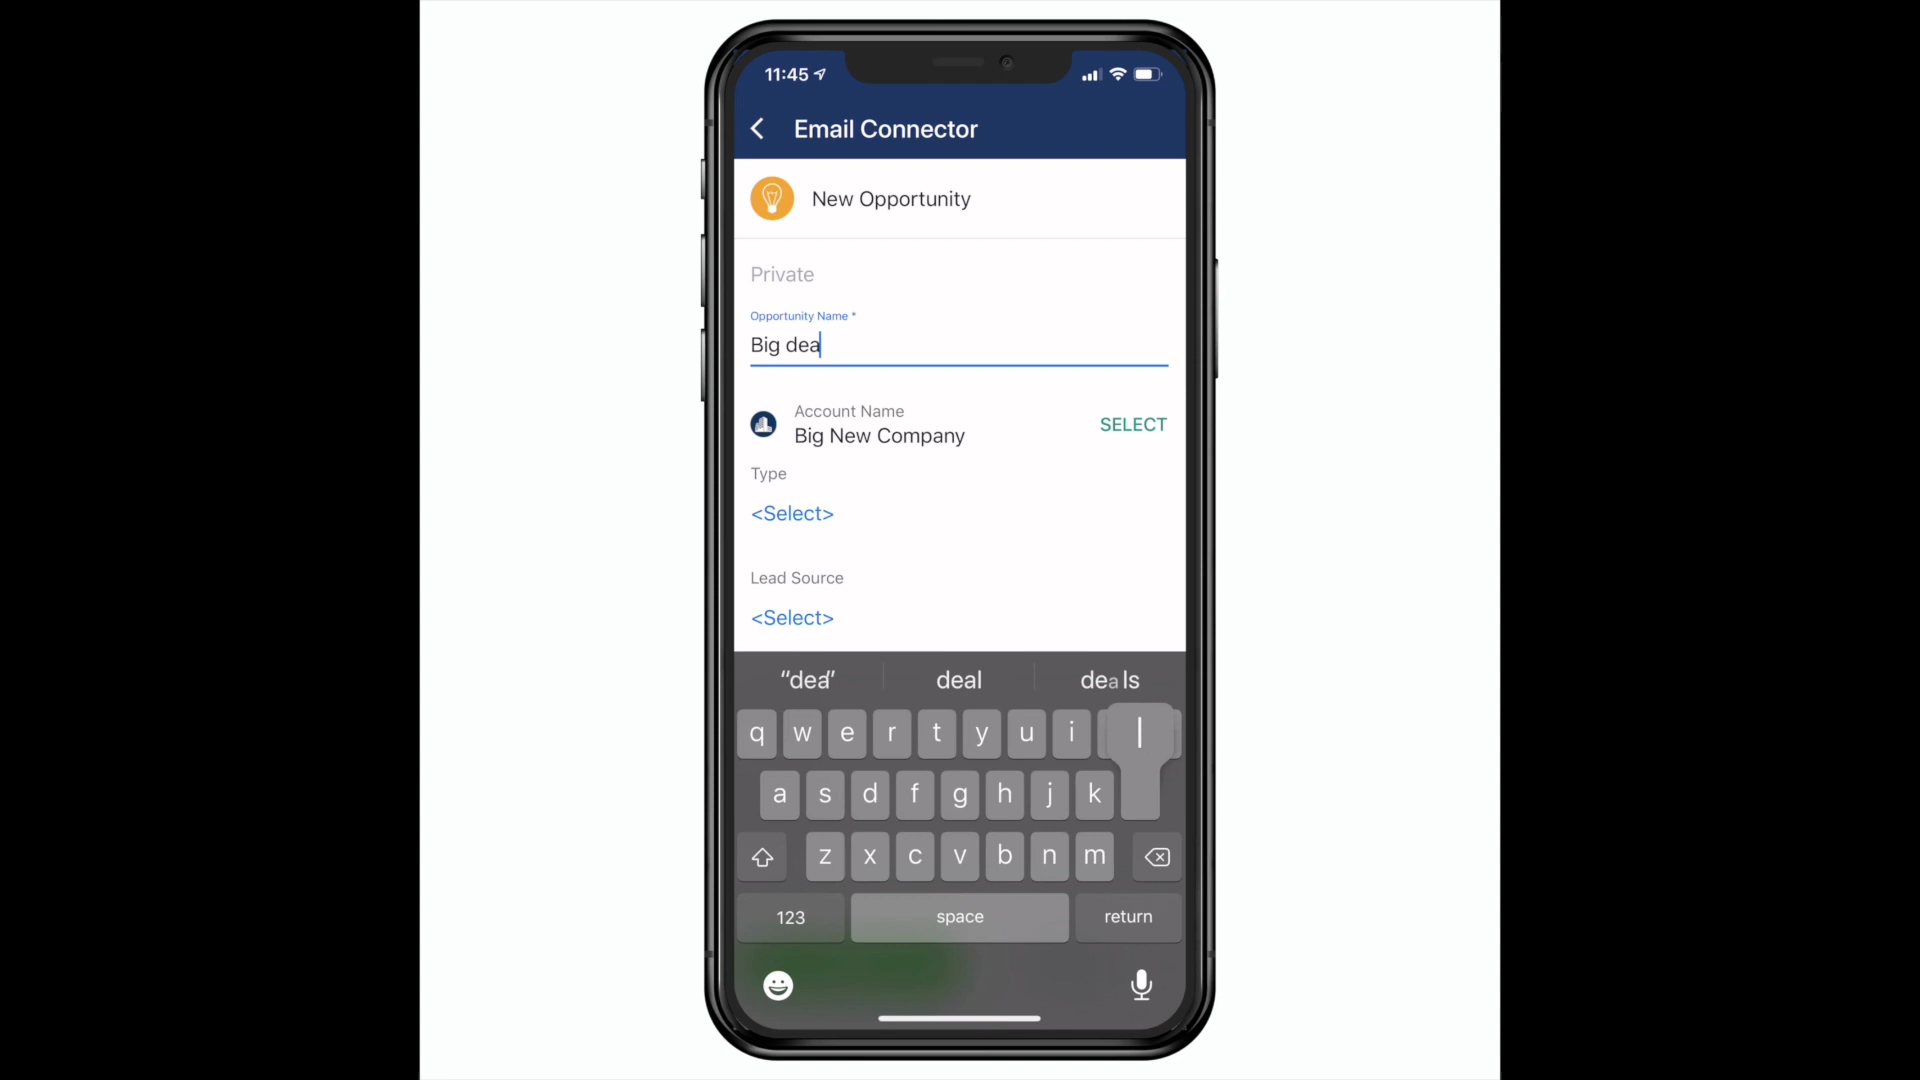 11:45
Email Connector
New Opportunity
Private
Opportunity Name *
Big dea
Account Name
Big New Company
SELECT
Type
<Select>
Lead Source
<Select>
“dea” deal deals
q w e r t y u i l
a s d f g h j k
z x c v b n m
123 space return